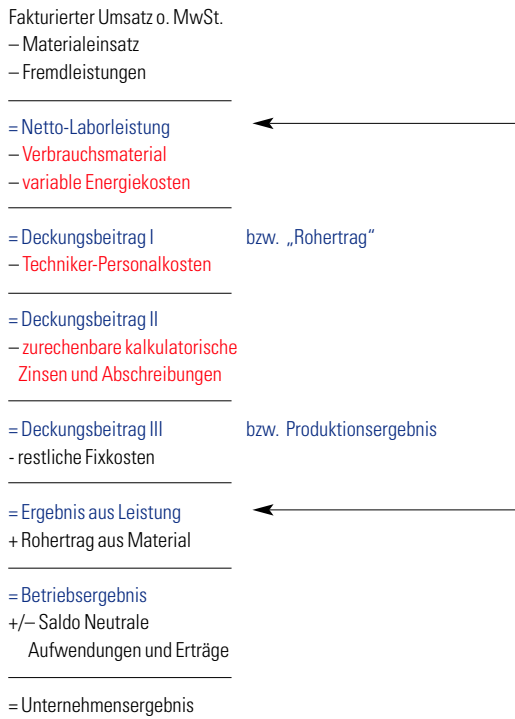 Fakturierter Umsatz o. MwSt.
– Materialeinsatz
– Fremdleistungen
= Netto-Laborleistung
– Verbrauchsmaterial
– variable Energiekosten
= Deckungsbeitrag I bzw. „Rohertrag“
– Techniker-Personalkosten
= Deckungsbeitrag II
– zurechenbare kalkulatorische
Zinsen und Abschreibungen
= Deckungsbeitrag III bzw. Produktionsergebnis
- restliche Fixkosten
= Ergebnis aus Leistung
+ Rohertrag aus Material
= Betriebsergebnis
+/– Saldo Neutrale
Aufwendungen und Erträge
= Unternehmensergebnis